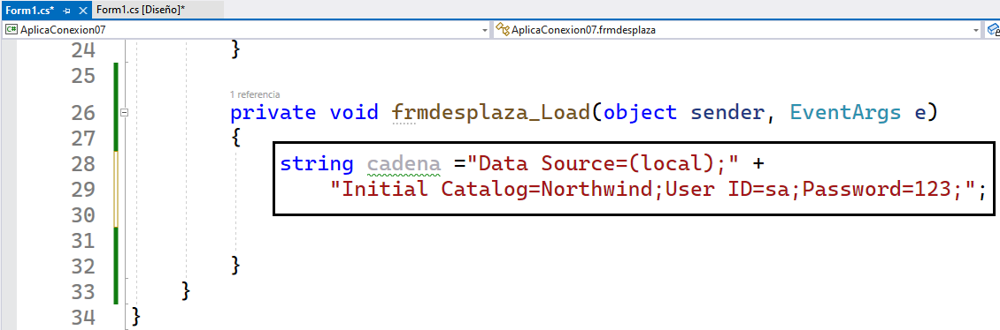 Form1.cs* Form1.cs [Diseño]*
C# AplicaConexion07 AplicaConexion07.frmdesplaza
24 }
25
1 referencia
26 private void frmdesplaza_Load(object sender, EventArgs e)
27 {
28 string cadena ="Data Source=(local);" +
29 "Initial Catalog=Northwind;User ID=sa;Password=123;";
30
31
32 }
33 }
34 }